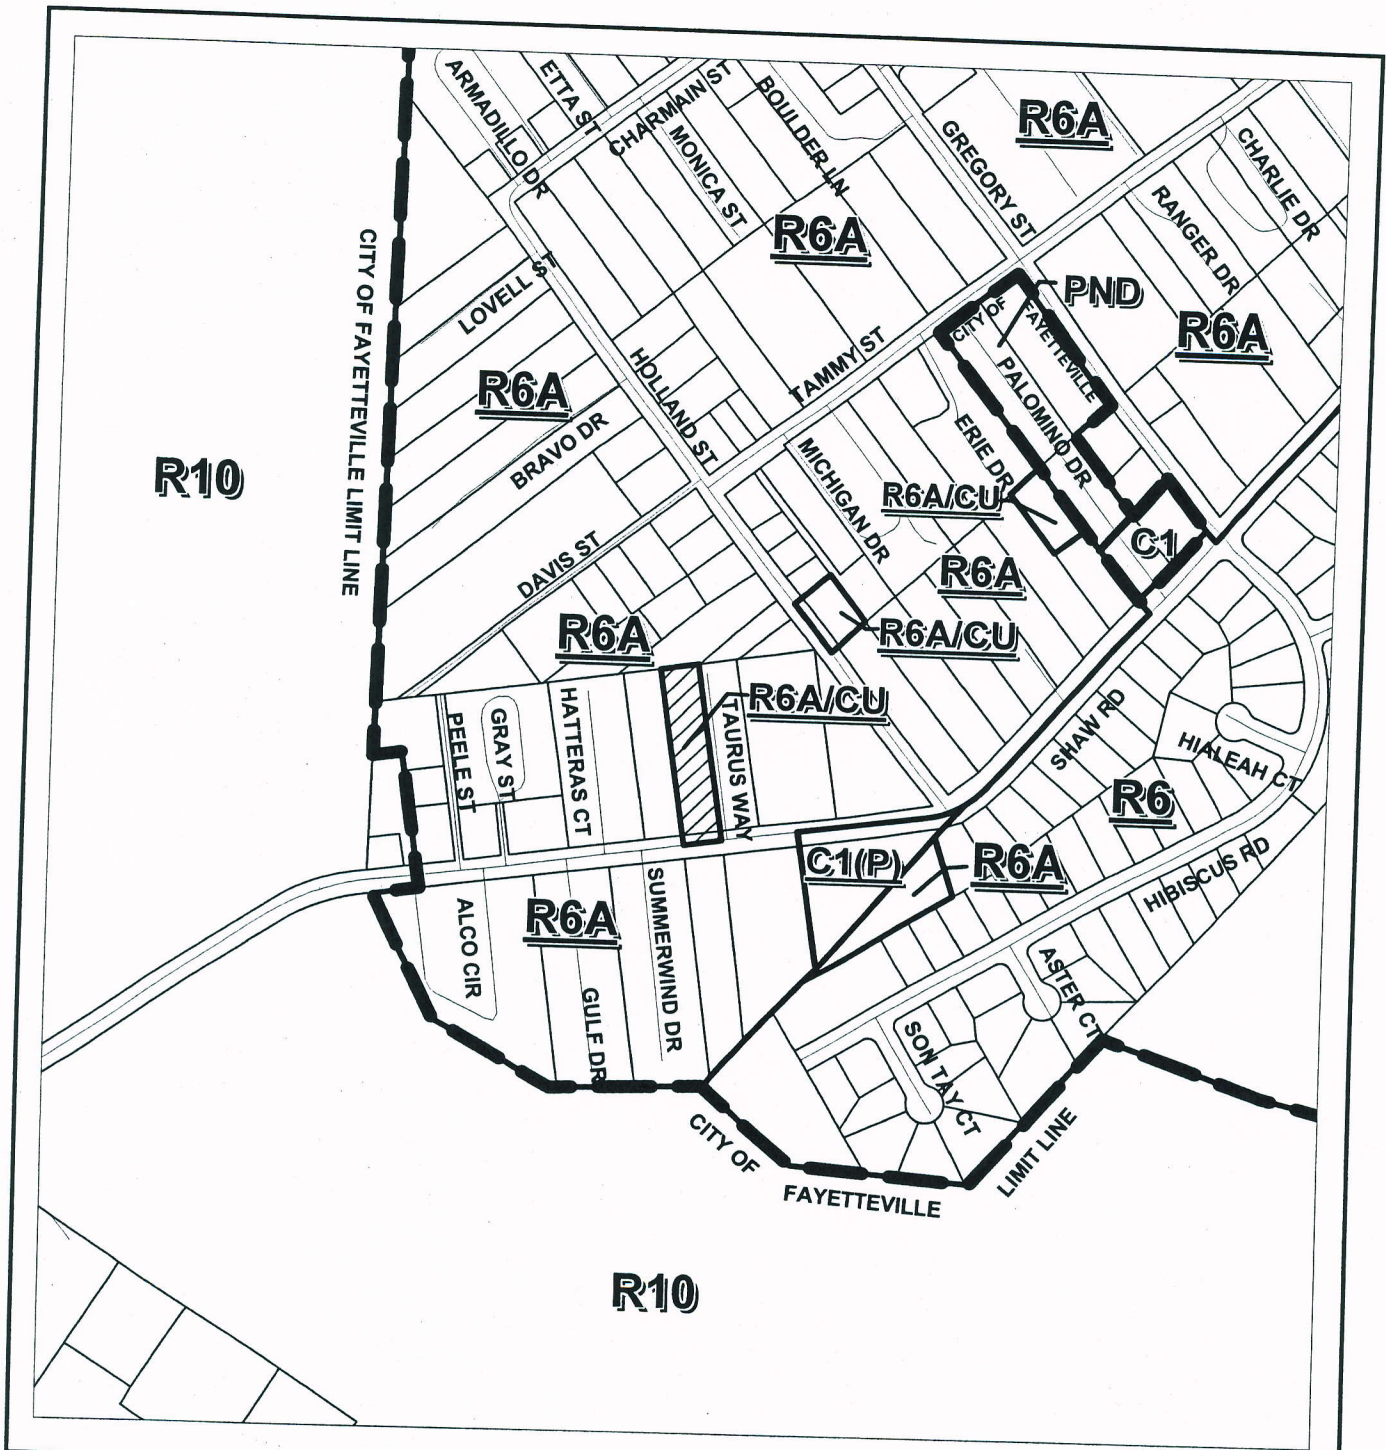 ARMADILLO DR
ETTA ST
CHARMAIN ST
MONICA ST
BOULDER LN
GREGORY ST
R6A
CHARLIE DR
RANGER DR
R6A
CITY OF FAYETTEVILLE LIMIT LINE
LOVELL ST
PND
CITY OF
FAYETTEVILLE
R6A
R6A
HOLLAND ST
TAMMY ST
PALOMINO DR
ERIE DR
BRAVO DR
R10
MICHIGAN DR
R6A/CU
C1
DAVIS ST
R6A
R6A
R6A/CU
R6A/CU
TAURUS WAY
HATTERAS CT
GRAY ST
PEELE ST
SHAW RD
HIALEAH CT
R6
C1(P)
R6A
HIBISCUS RD
R6A
SUMMERWIND DR
ALCO CIR
GULF DR
ASTER CT
SON TAY CT
CITY OF
FAYETTEVILLE
LIMIT LINE
R10